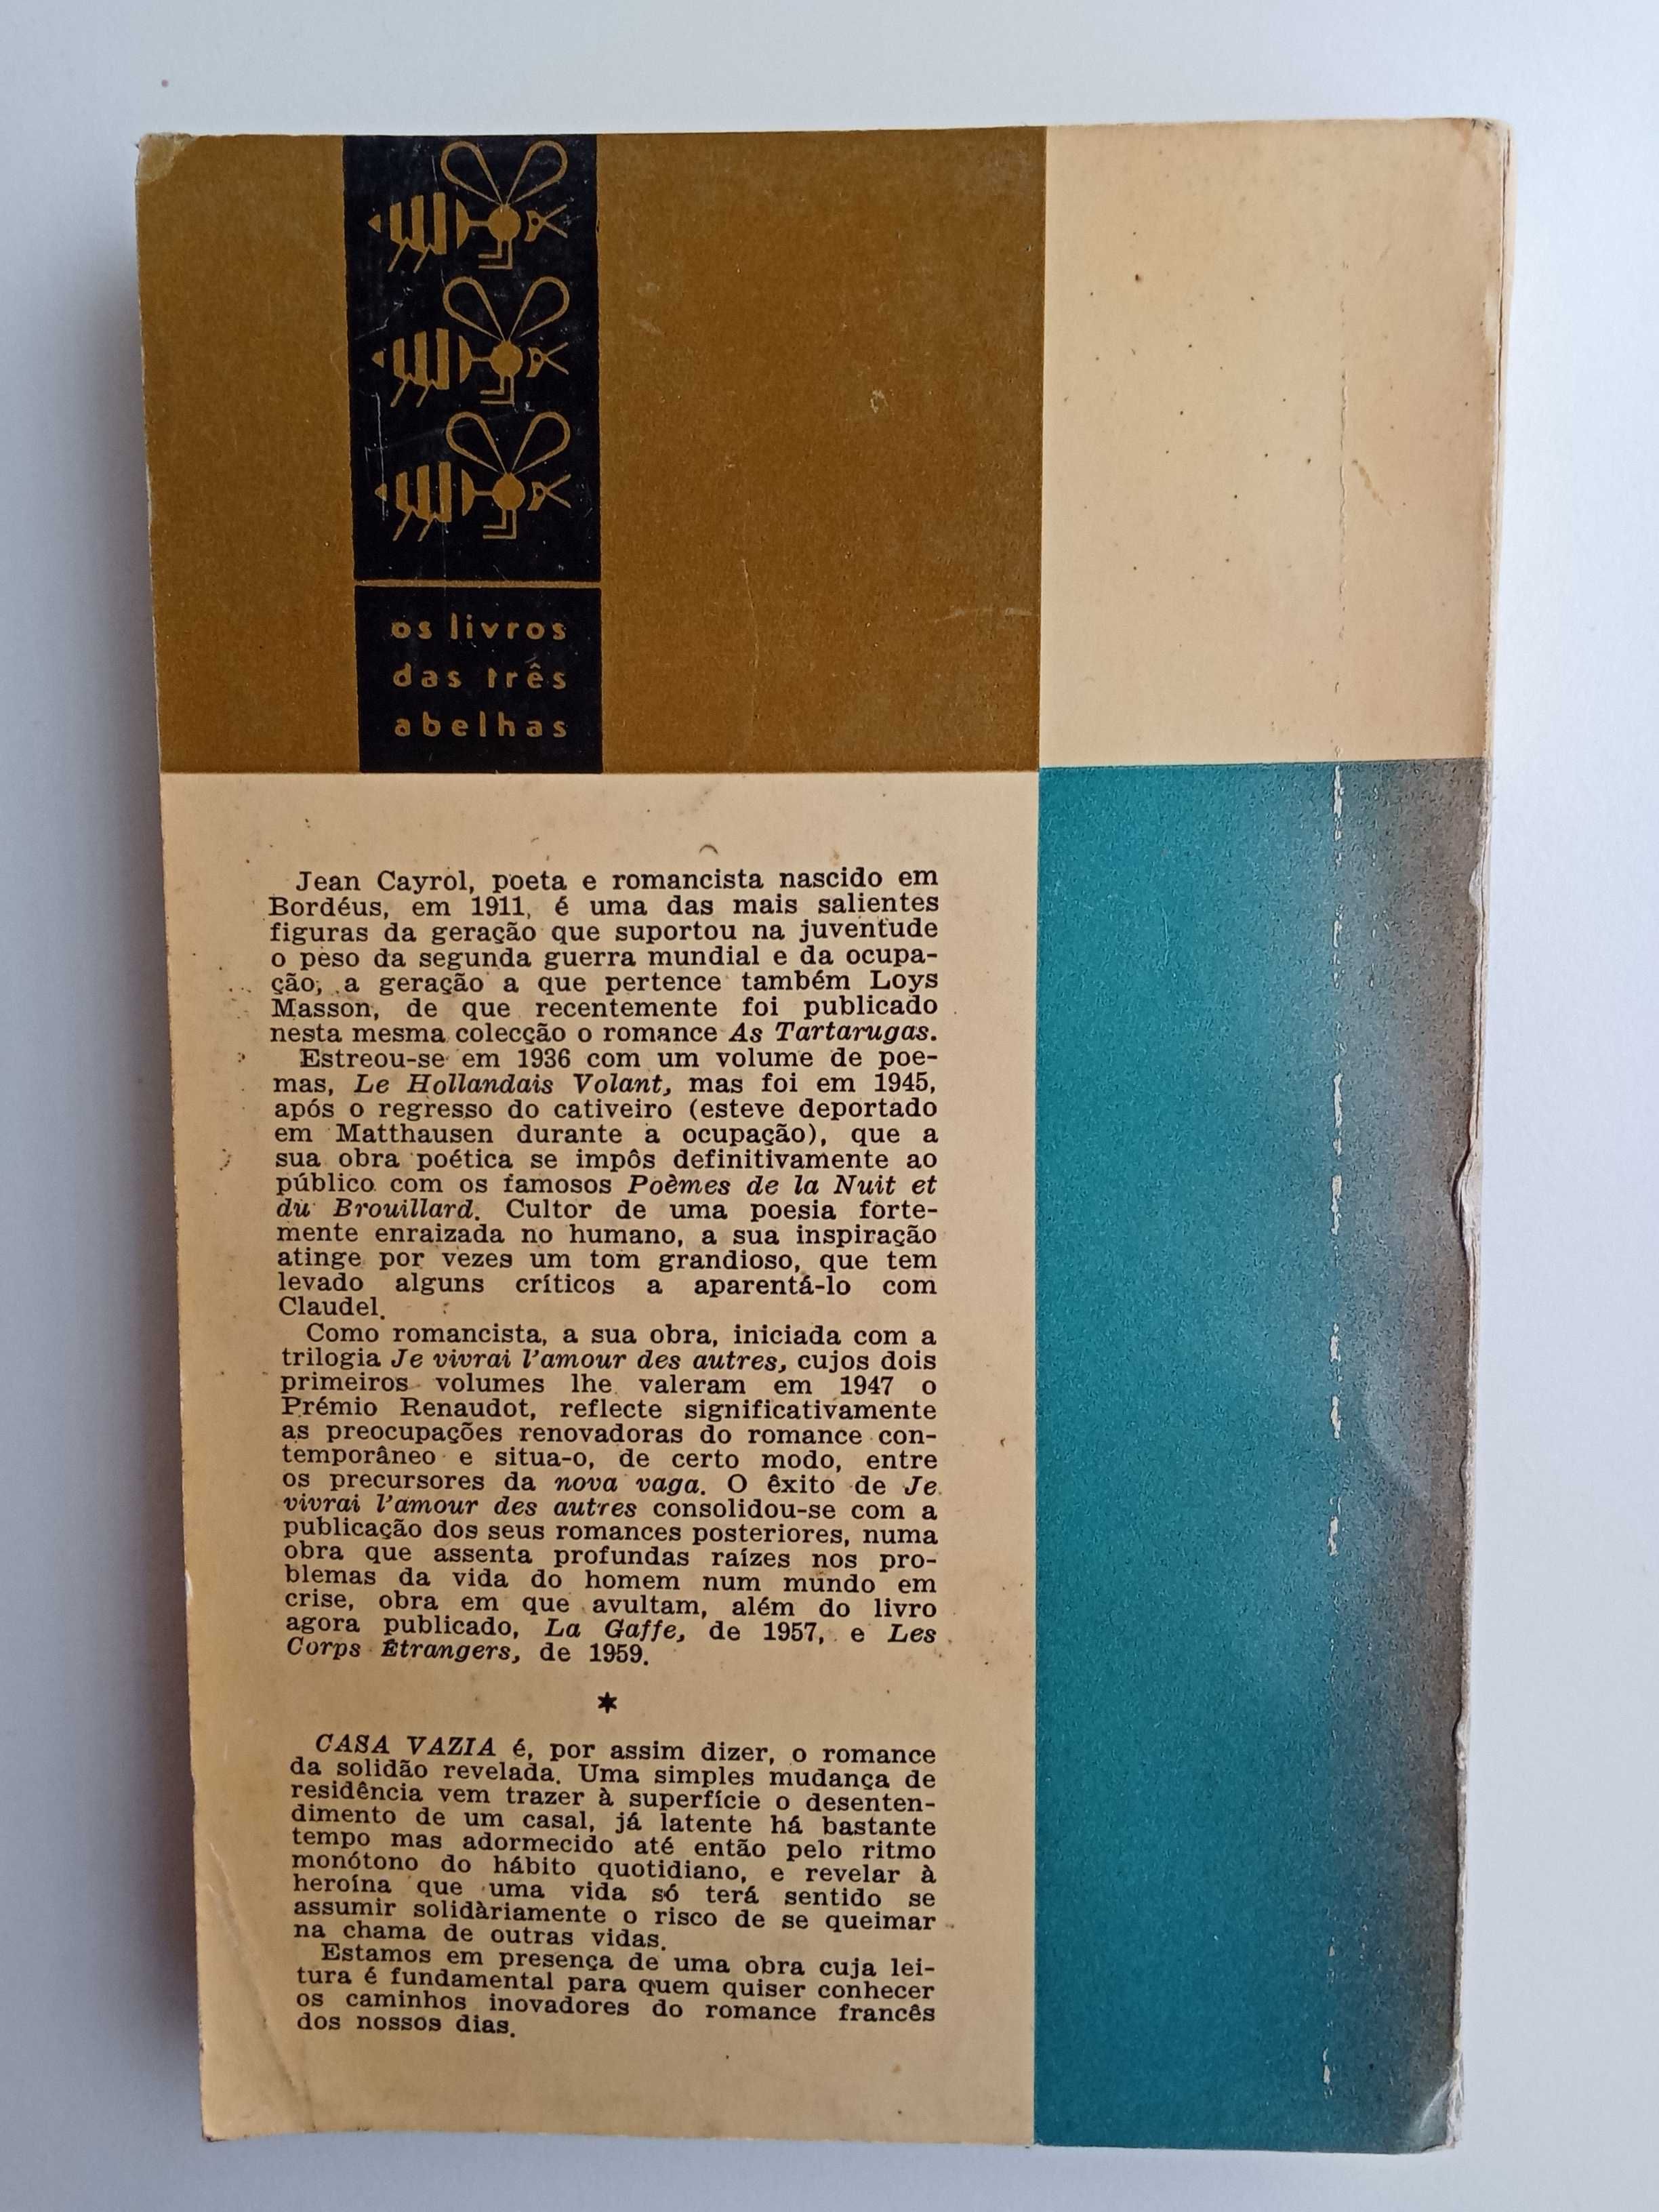 os livros
das três
abelhas
Jean Cayrol, poeta e romancista nascido em
Bordéus, em 1911, é uma das mais salientes
figuras da geração que suportou na juventude
o peso da segunda guerra mundial e da ocupa-
ção, a geração a que pertence também Loys
Masson, de que recentemente foi publicado
nesta mesma colecção o romance As Tartarugas.
Estreou-se em 1936 com um volume de poe-
mas, Le Hollandais Volant, mas foi em 1945,
após o regresso do cativeiro (esteve deportado
em Matthausen durante a ocupação), que a
sua obra poética se impôs definitivamente ao
público com os famosos Poèmes de la Nuit et
du Brouillard. Cultor de uma poesia forte-
mente enraizada no humano, a sua inspiração
atinge por vezes um tom grandioso, que tem
levado alguns críticos a aparentá-lo com
Claudel.
Como romancista, a sua obra, iniciada com a
trilogia Je vivrai l'amour des autres, cujos dois
primeiros volumes lhe valeram em 1947 o
Prémio Renaudot, reflecte significativamente
as preocupações renovadoras do romance con-
temporâneo e situa-o, de certo modo, entre
os precursores da nova vaga. O êxito de Je
vivrai l'amour des autres consolidou-se com a
publicação dos seus romances posteriores, numa
obra que assenta profundas raízes nos pro-
blemas da vida do homem num mundo em
crise, obra em que avultam, além do livro
agora publicado, La Gaffe, de 1957, e Les
Corps Étrangers, de 1959.
*
CASA VAZIA é, por assim dizer, o romance
da solidão revelada. Uma simples mudança de
residência vem trazer à superfície o desenten-
dimento de um casal, já latente há bastante
tempo mas adormecido até então pelo ritmo
monótono do hábito quotidiano, e revelar à
heroína que uma vida só terá sentido se
assumir solidàriamente o risco de se queimar
na chama de outras vidas.
Estamos em presença de uma obra cuja lei-
tura é fundamental para quem quiser conhecer
os caminhos inovadores do romance francês
dos nossos dias.